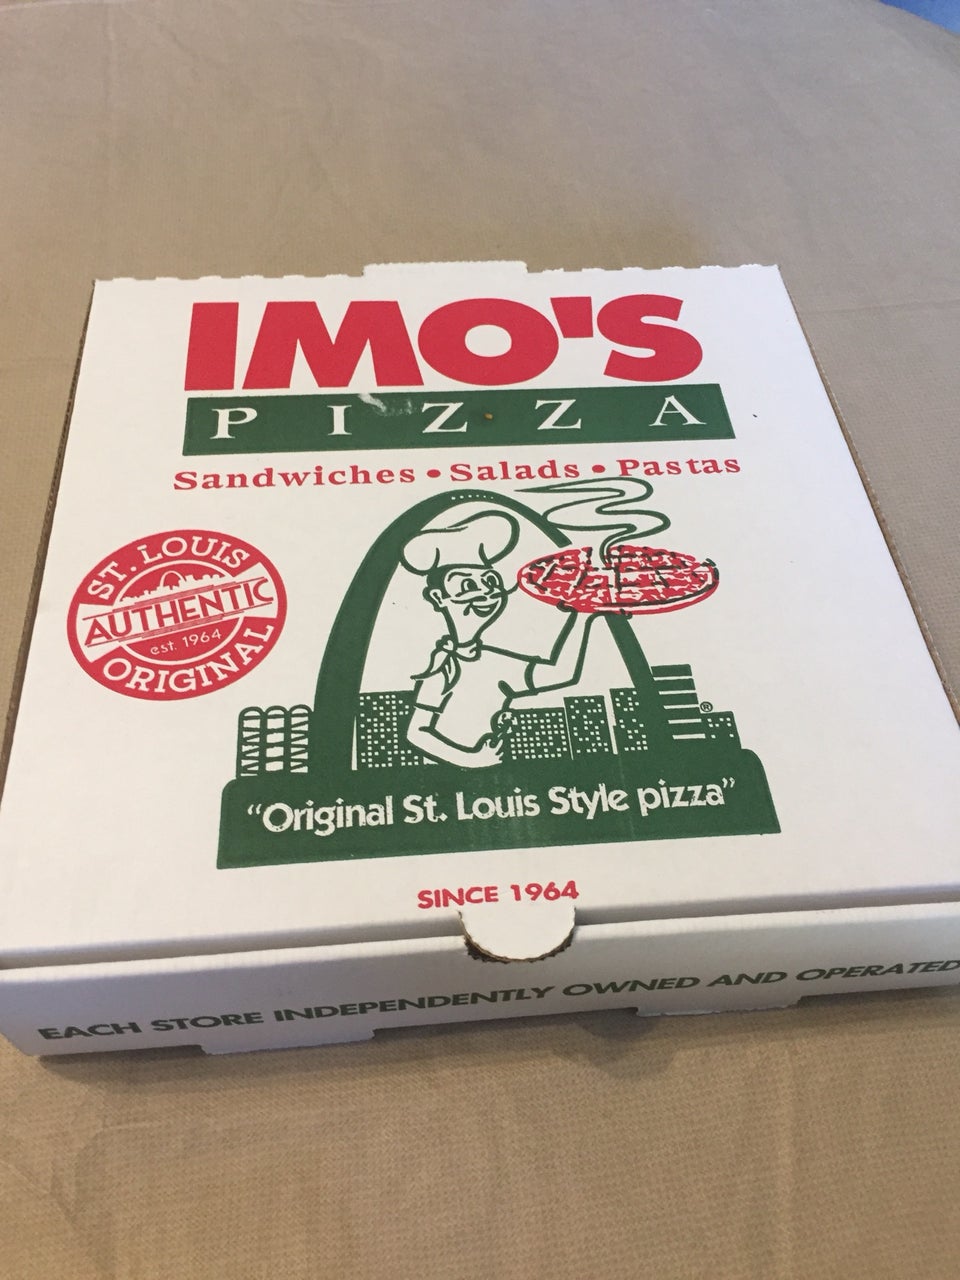 IMO'S
PIZZA
Sandwiches • Salads • Pastas
ST. LOUIS
AUTHENTIC
est. 1964
ORIGINAL
®
“Original St. Louis Style pizza”
SINCE 1964
EACH STORE INDEPENDENTLY OWNED AND OPERATED